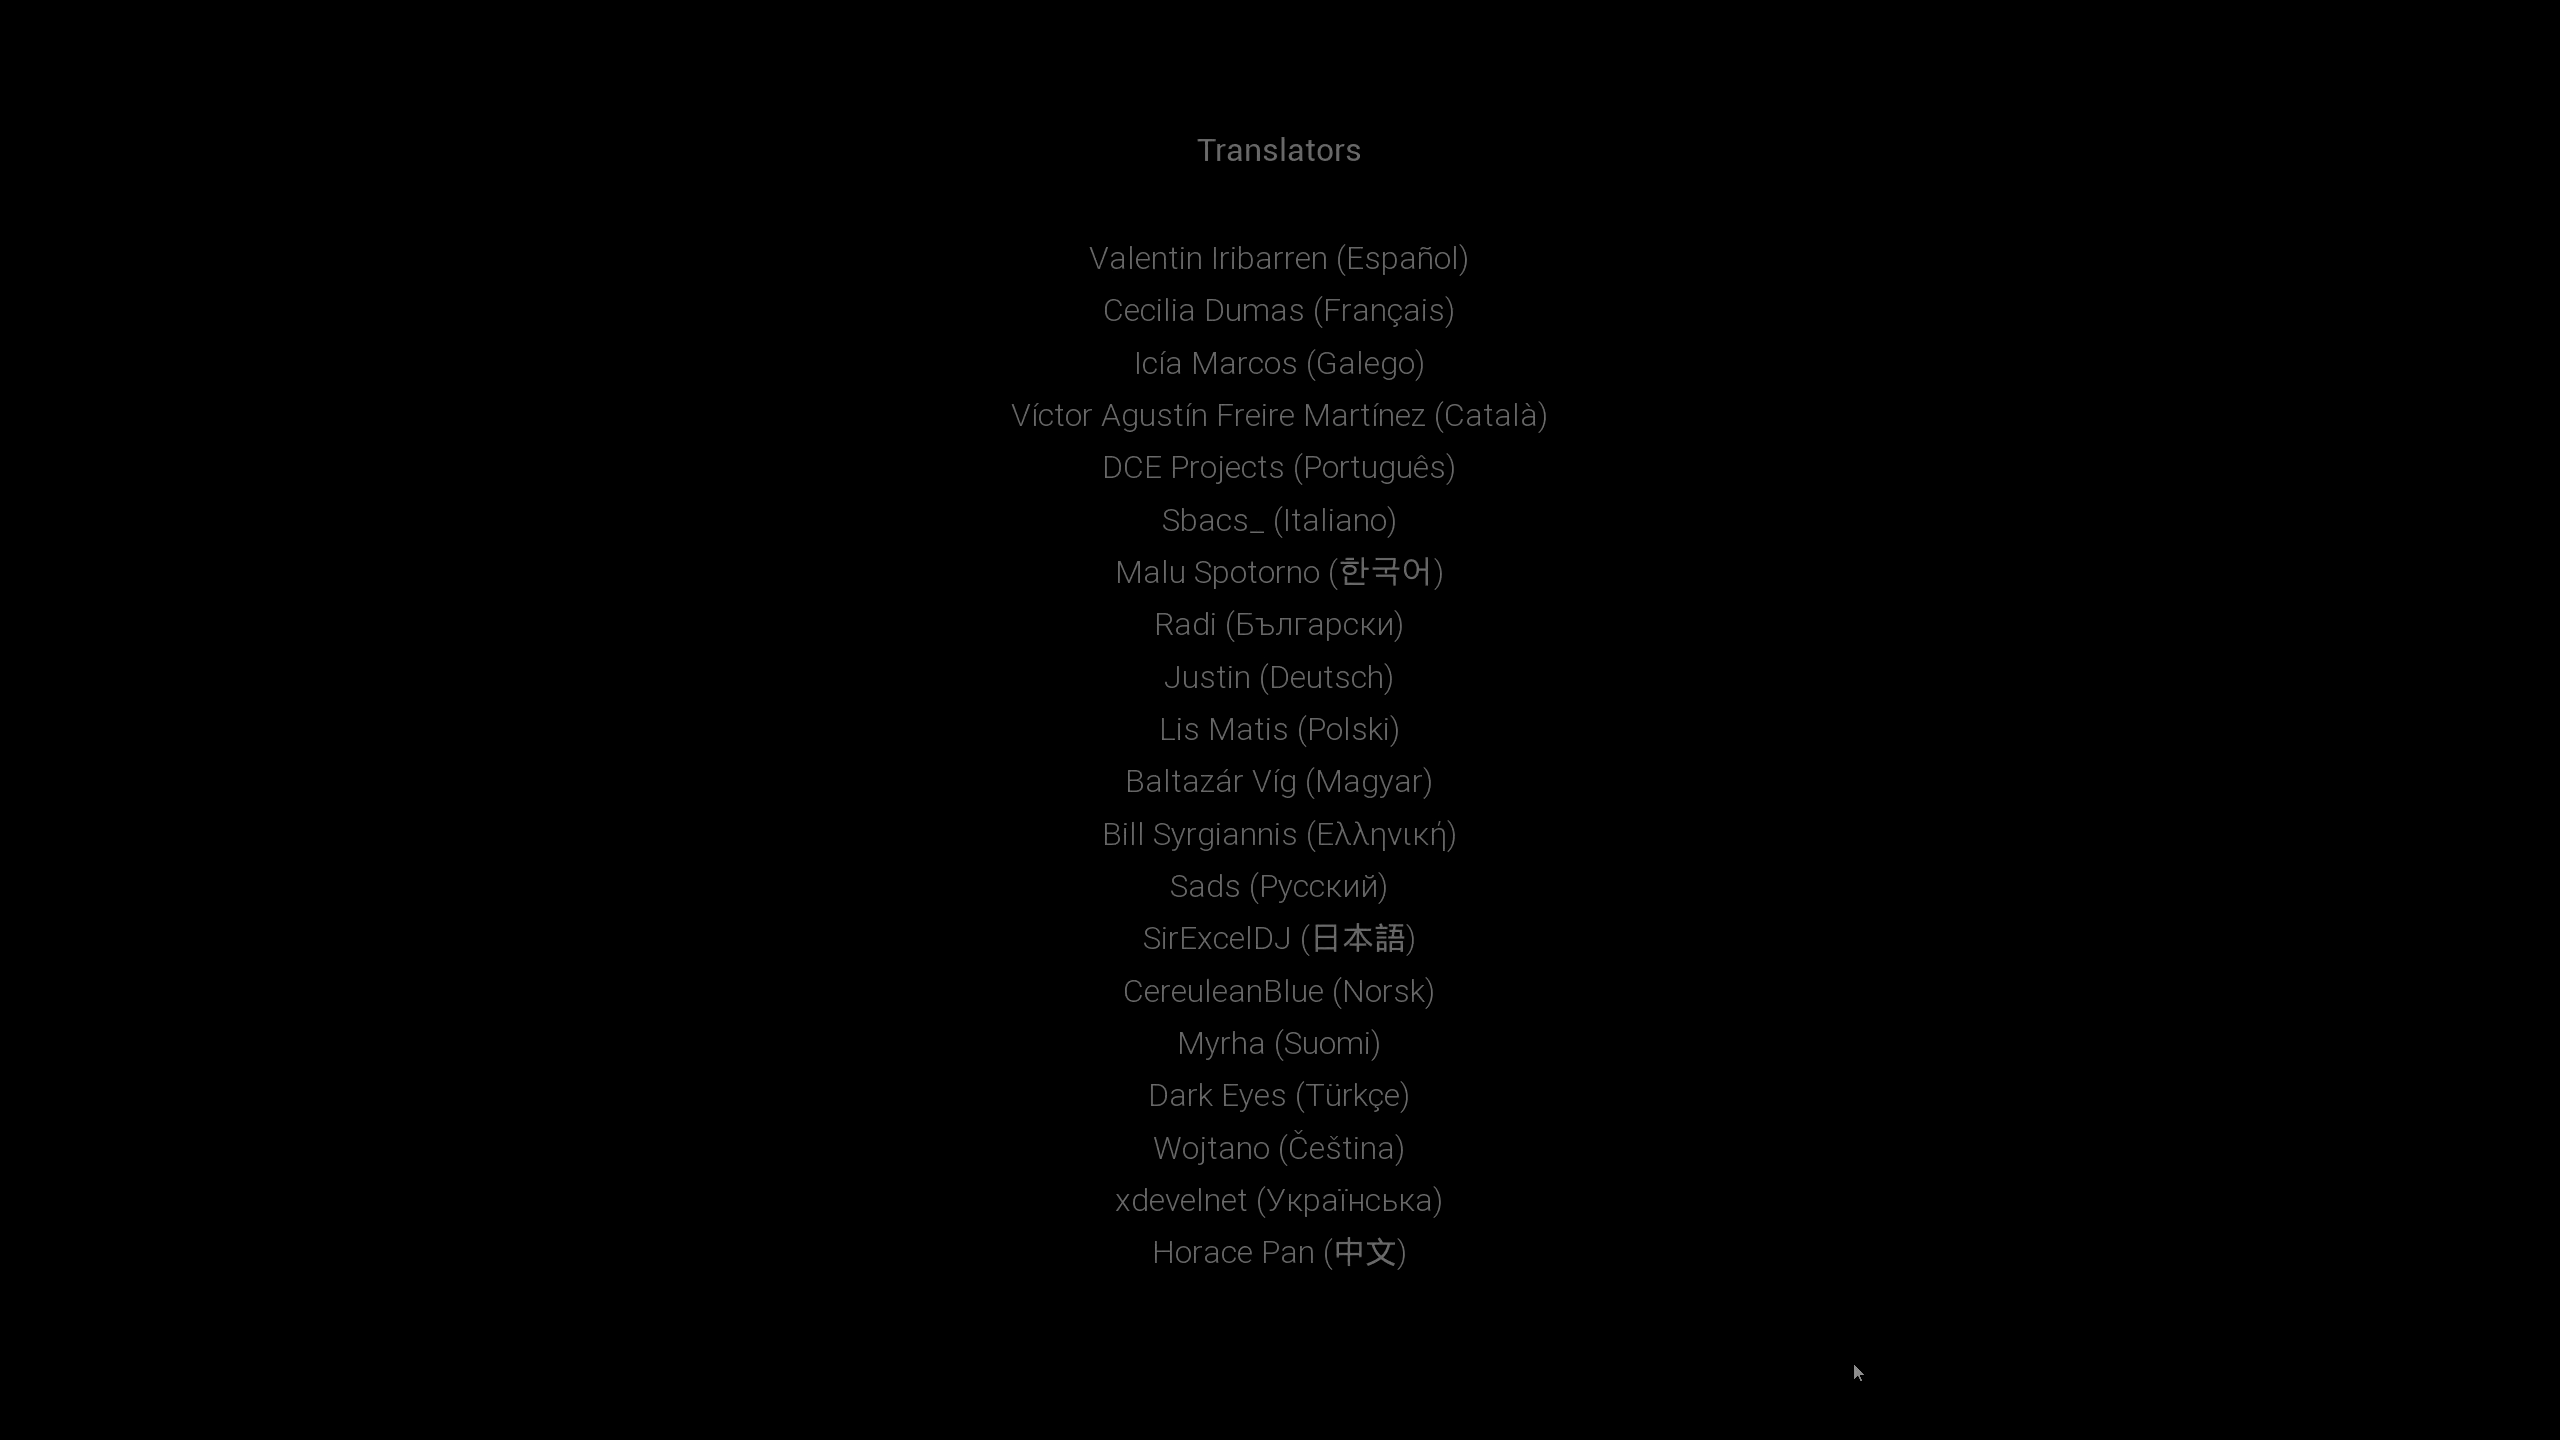 Translators
Valentin Iribarren (Español)
Cecilia Dumas (Français)
Icía Marcos (Galego)
Víctor Agustín Freire Martínez (Català)
DCE Projects (Português)
Sbacs_ (Italiano)
Malu Spotorno (한국어)
Radi (Български)
Justin (Deutsch)
Lis Matis (Polski)
Baltazár Víg (Magyar)
Bill Syrgiannis (Ελληνική)
Sads (Русский)
SirExcelDJ (日本語)
CereuleanBlue (Norsk)
Myrha (Suomi)
Dark Eyes (Türkçe)
Wojtano (Čeština)
xdevelnet (Українська)
Horace Pan (中文)